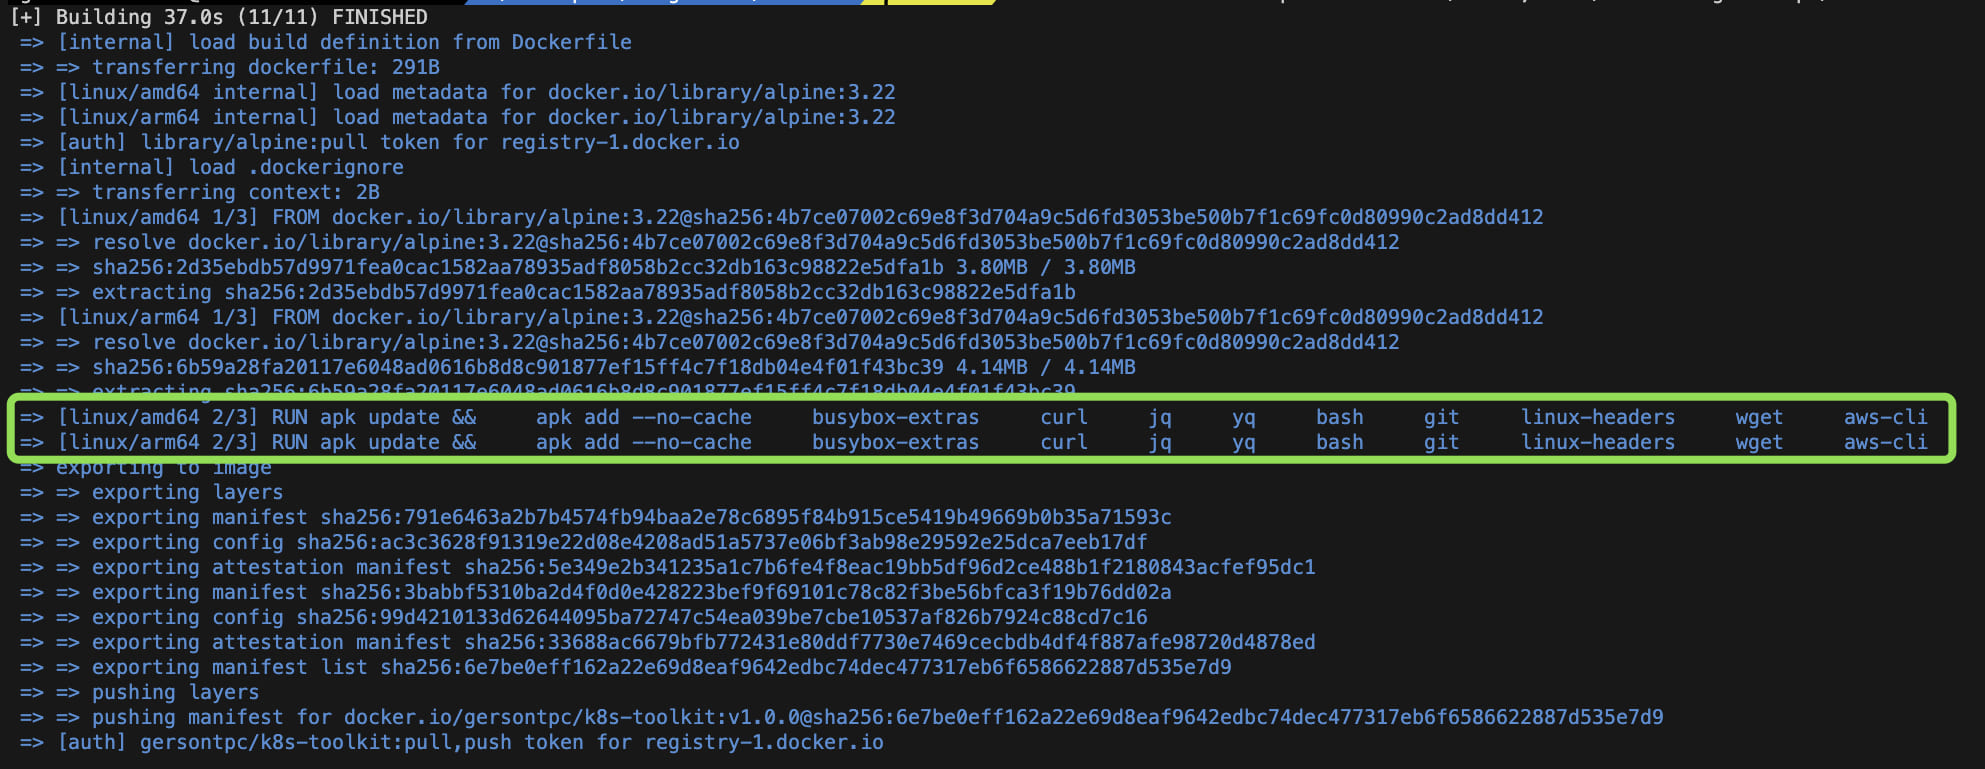 [+] Building 37.0s (11/11) FINISHED
=> [internal] load build definition from Dockerfile
=> => transferring dockerfile: 291B
=> [linux/amd64 internal] load metadata for docker.io/library/alpine:3.22
=> [linux/arm64 internal] load metadata for docker.io/library/alpine:3.22
=> [auth] library/alpine:pull token for registry-1.docker.io
=> [internal] load .dockerignore
=> => transferring context: 2B
=> [linux/amd64 1/3] FROM docker.io/library/alpine:3.22@sha256:4b7ce07002c69e8f3d704a9c5d6fd3053be500b7f1c69fc0d80990c2ad8dd412
=> => resolve docker.io/library/alpine:3.22@sha256:4b7ce07002c69e8f3d704a9c5d6fd3053be500b7f1c69fc0d80990c2ad8dd412
=> => sha256:2d35ebdb57d9971fea0cac1582aa78935adf8058b2cc32db163c98822e5dfa1b 3.80MB / 3.80MB
=> => extracting sha256:2d35ebdb57d9971fea0cac1582aa78935adf8058b2cc32db163c98822e5dfa1b
=> [linux/arm64 1/3] FROM docker.io/library/alpine:3.22@sha256:4b7ce07002c69e8f3d704a9c5d6fd3053be500b7f1c69fc0d80990c2ad8dd412
=> => resolve docker.io/library/alpine:3.22@sha256:4b7ce07002c69e8f3d704a9c5d6fd3053be500b7f1c69fc0d80990c2ad8dd412
=> => sha256:6b59a28fa20117e6048ad0616b8d8c901877ef15ff4c7f18db04e4f01f43bc39 4.14MB / 4.14MB
=> => extracting sha256:6b59a28fa20117e6048ad0616b8d8c901877ef15ff4c7f18db04e4f01f43bc39
=> [linux/amd64 2/3] RUN apk update &&     apk add --no-cache     busybox-extras     curl     jq     yq     bash     git     linux-headers     wget     aws-cli
=> [linux/arm64 2/3] RUN apk update &&     apk add --no-cache     busybox-extras     curl     jq     yq     bash     git     linux-headers     wget     aws-cli
=> exporting to image
=> => exporting layers
=> => exporting manifest sha256:791e6463a2b7b4574fb94baa2e78c6895f84b915ce5419b49669b0b35a71593c
=> => exporting config sha256:ac3c3628f91319e22d08e4208ad51a5737e06bf3ab98e29592e25dca7eeb17df
=> => exporting attestation manifest sha256:5e349e2b341235a1c7b6fe4f8eac19bb5df96d2ce488b1f2180843acfef95dc1
=> => exporting manifest sha256:3babbf5310ba2d4f0d0e428223bef9f69101c78c82f3be56bfca3f19b76dd02a
=> => exporting config sha256:99d4210133d62644095ba72747c54ea039be7cbe10537af826b7924c88cd7c16
=> => exporting attestation manifest sha256:33688ac6679bfb772431e80ddf7730e7469cecbdb4df4f887afe98720d4878ed
=> => exporting manifest list sha256:6e7be0eff162a22e69d8eaf9642edbc74dec477317eb6f6586622887d535e7d9
=> => pushing layers
=> => pushing manifest for docker.io/gersontpc/k8s-toolkit:v1.0.0@sha256:6e7be0eff162a22e69d8eaf9642edbc74dec477317eb6f6586622887d535e7d9
=> [auth] gersontpc/k8s-toolkit:pull,push token for registry-1.docker.io